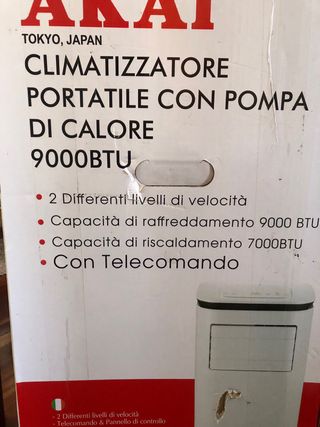 AKAI
TOKYO, JAPAN
CLIMATIZZATORE
PORTATILE CON POMPA
DI CALORE
9000BTU
• 2 Differenti livelli di velocità
• Capacità di raffreddamento 9000 BTU
• Capacità di riscaldamento 7000BTU
• Con Telecomando
- 2 Differenti livelli di velocità
- Telecomando & Pannello di controllo